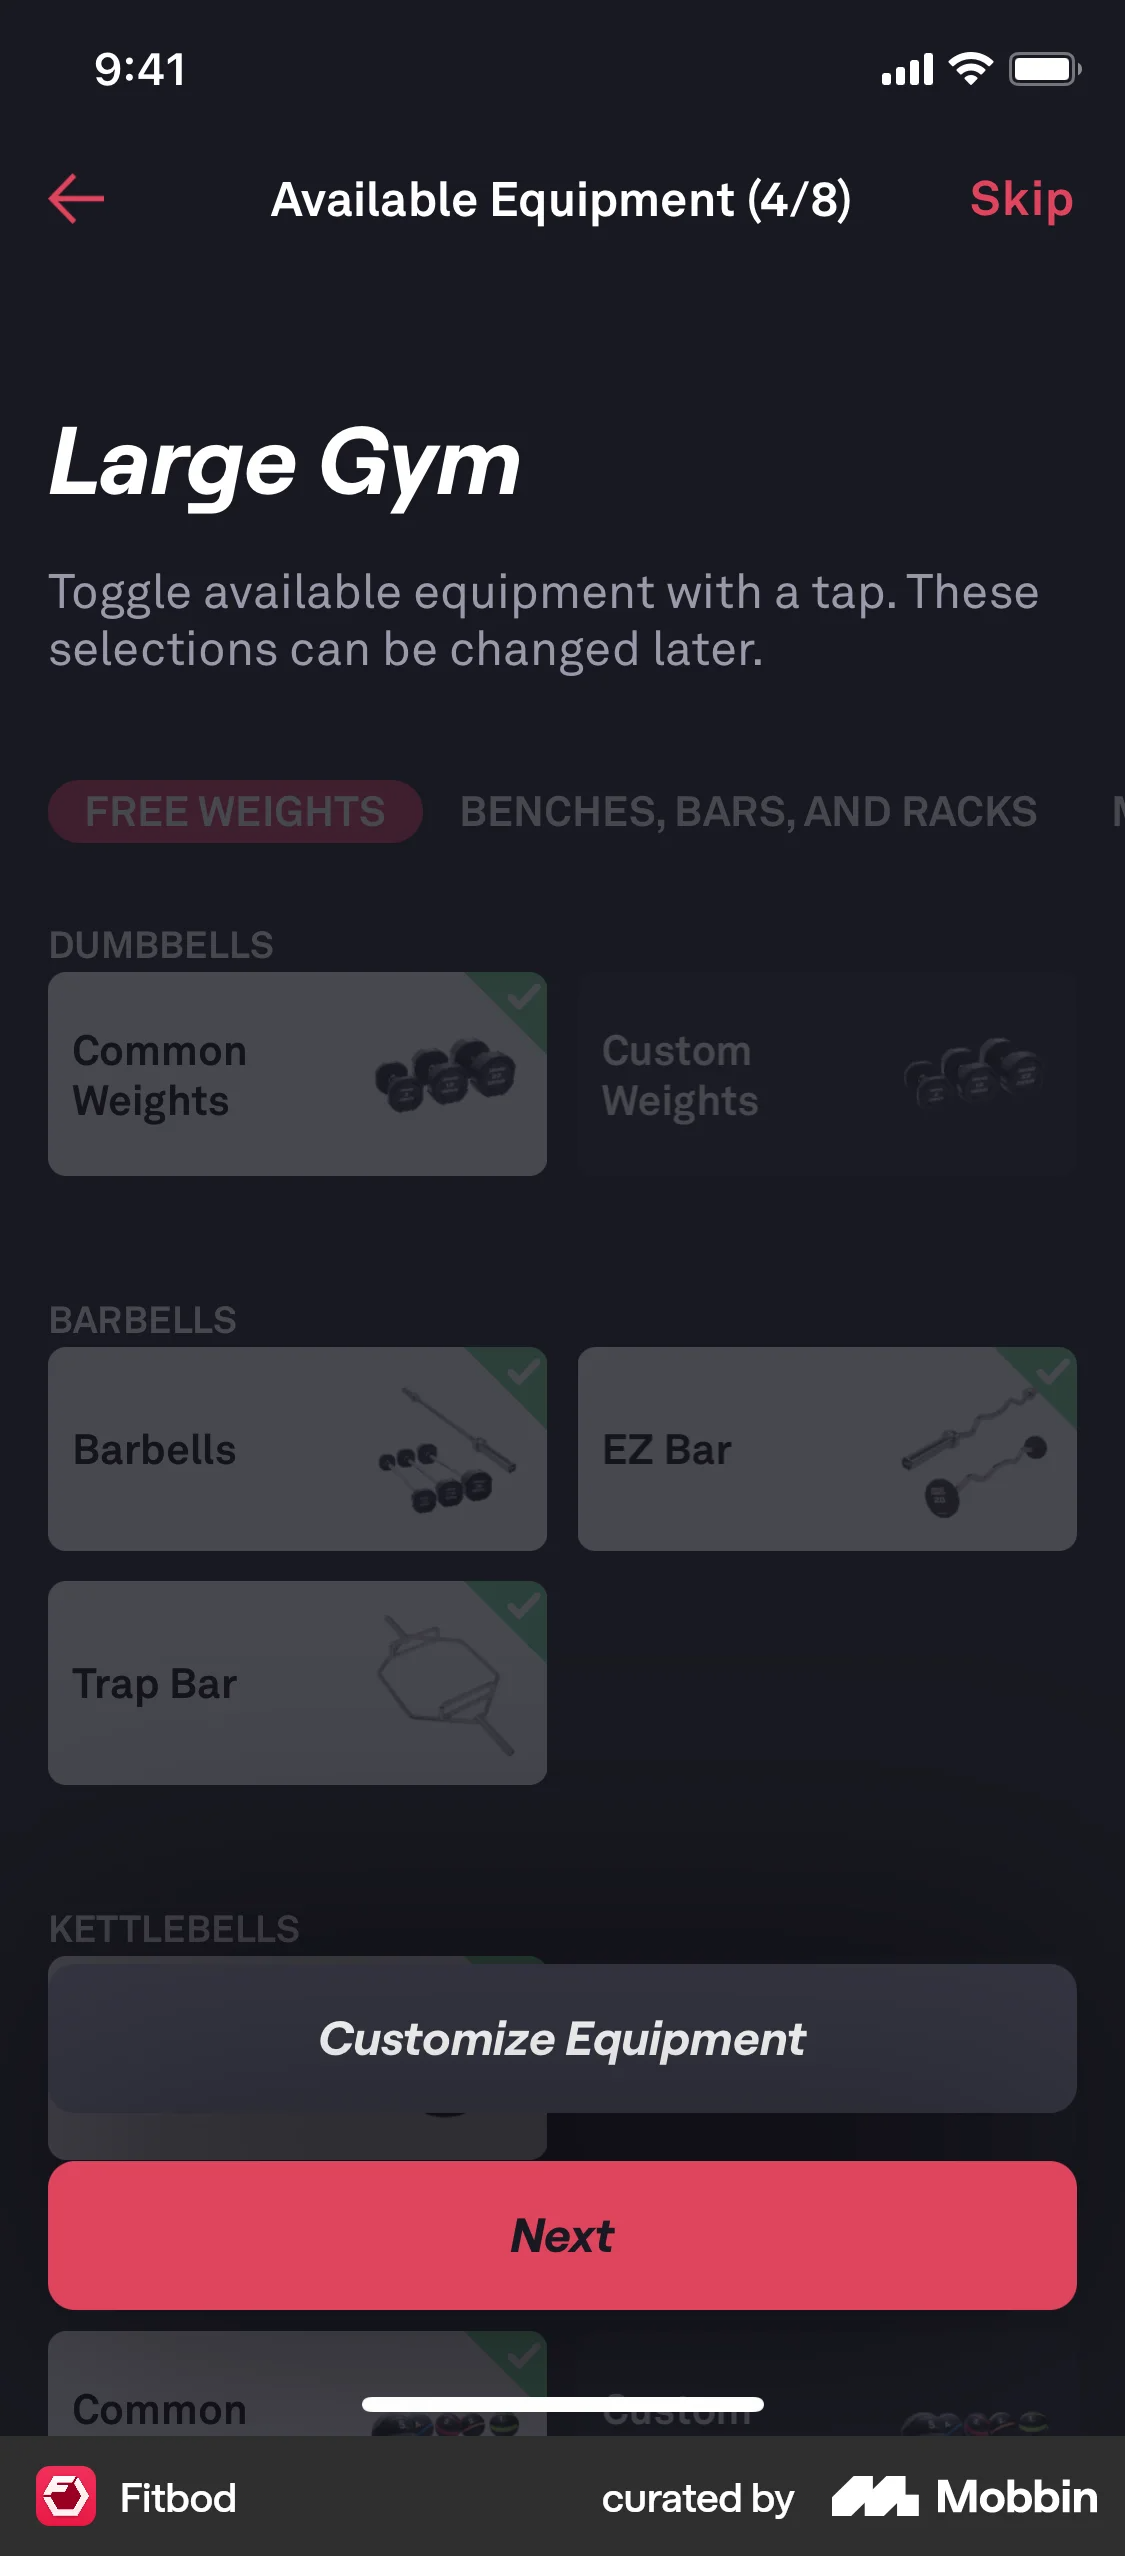 9:41
Available Equipment (4/8)
Skip
Large Gym
Toggle available equipment with a tap. These
selections can be changed later.
FREE WEIGHTS
BENCHES, BARS, AND RACKS
DUMBBELLS
Common
Weights
Custom
Weights
BARBELLS
Barbells
EZ Bar
Trap Bar
KETTLEBELLS
Customize Equipment
Next
Common
Custom
Fitbod
curated by
Mobbin